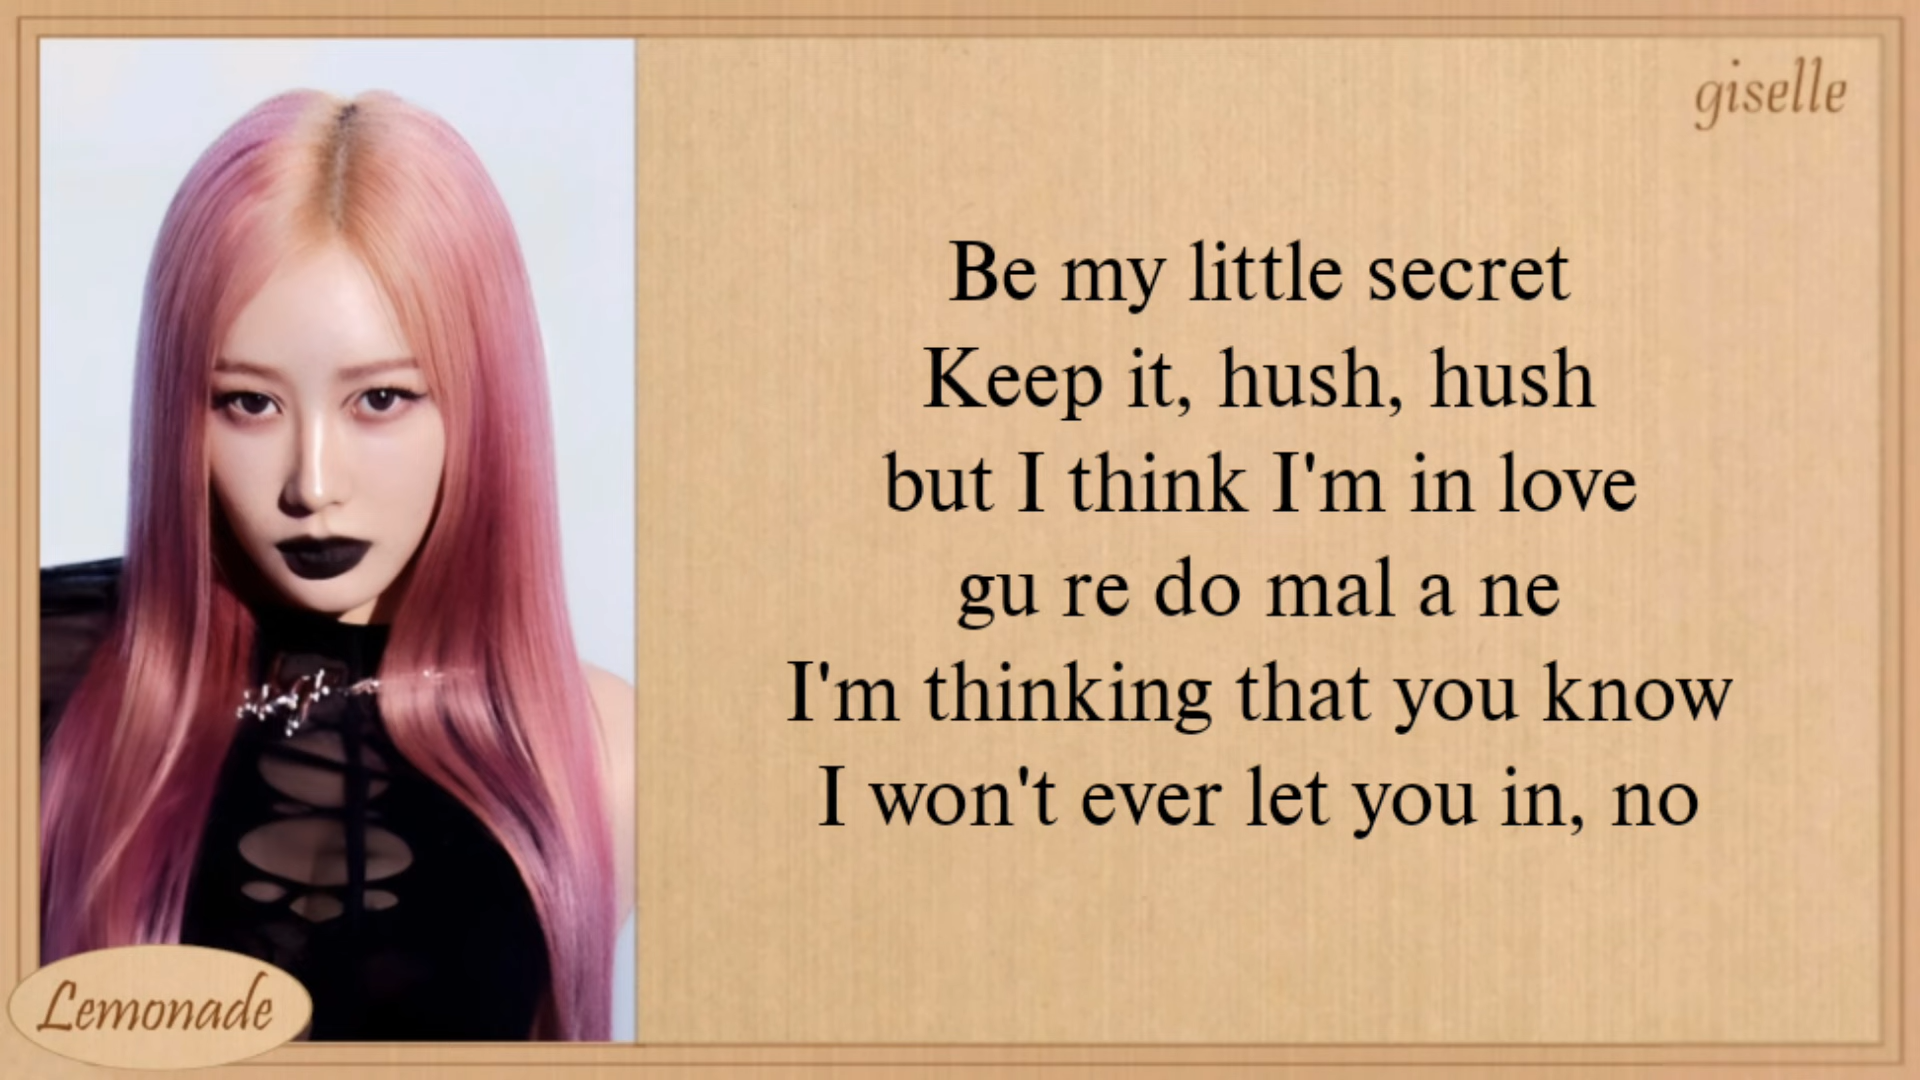 giselle
Be my little secret
Keep it, hush, hush
but I think I'm in love
gu re do mal a ne
I'm thinking that you know
I won't ever let you in, no
Lemonade